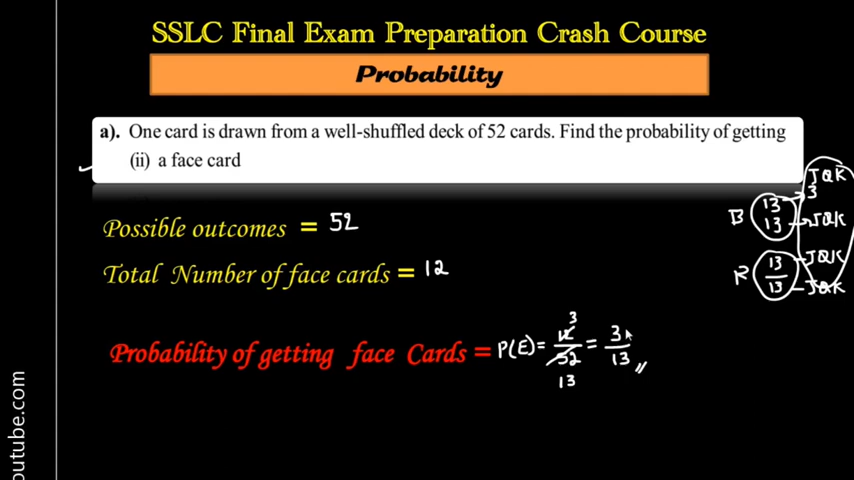 SSLC Final Exam Preparation Crash Course
Probability
a). One card is drawn from a well-shuffled deck of 52 cards. Find the probability of getting
(ii) a face card
JQK
3
B 13
13 JQK
R 13 JQK
13 JQK
Possible outcomes = 52
Total Number of face cards = 12
3
Probability of getting face Cards = P(E) = 12/52 = 3/13 //
13
outube.com